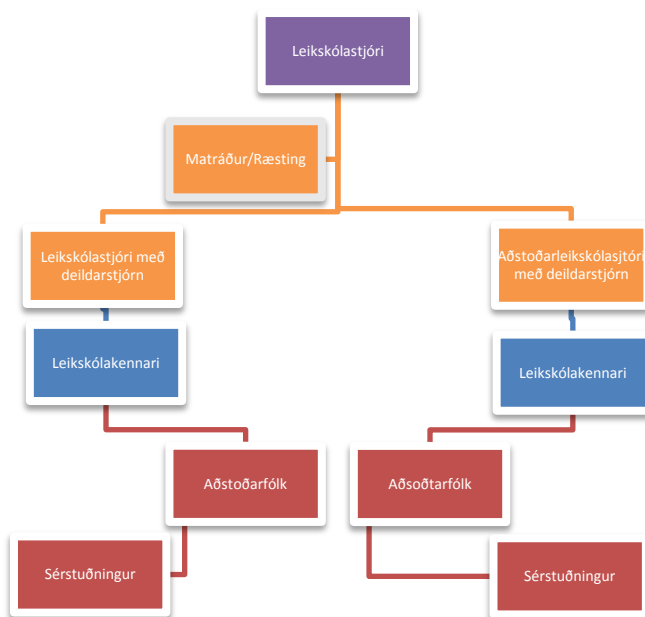 Leikskólastjóri
Matráður/Ræsting
Leikskólastjóri með
deildarstjórn
Aðstoðarleikskólasjtóri
með deildarstjórn
Leikskólakennari
Leikskólakennari
Aðstoðarfólk
Aðsoðtarfólk
Sérstuðningur
Sérstuðningur